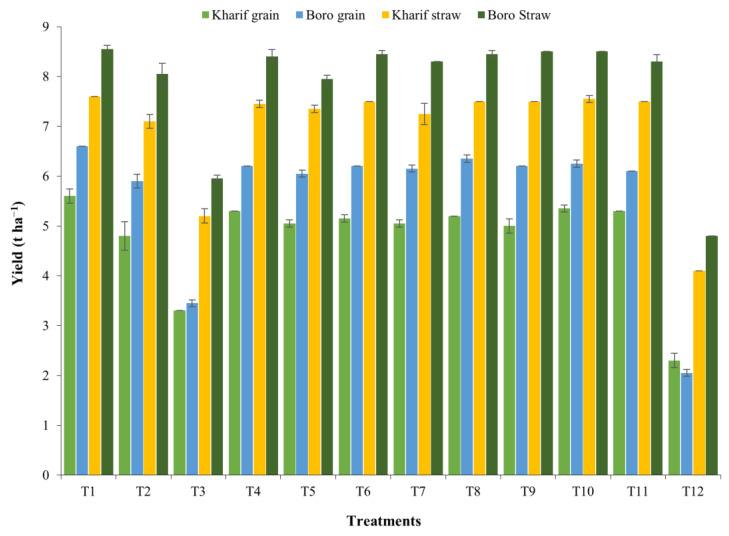 Kharif grain Boro grain Kharif straw Boro Straw
9
8
7
6
5
4
3
2
1
0
Yield (t ha⁻¹)
T1 T2 T3 T4 T5 T6 T7 T8 T9 T10 T11 T12
Treatments